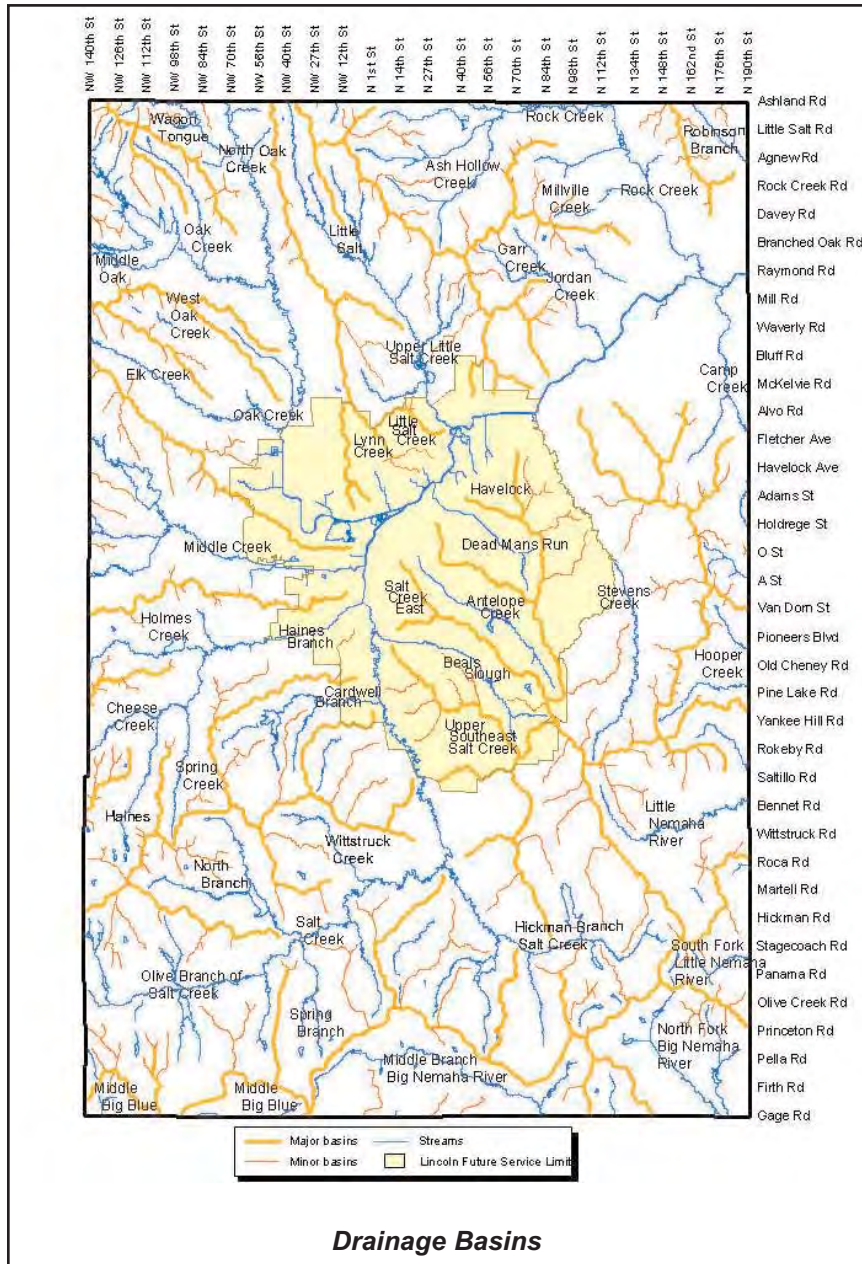 NW 140th St
NW 126th St
NW 112th St
NW 98th St
NW 84th St
NW 70th St
NW 56th St
NW 40th St
NW 27th St
NW 12th St
N 1st St
N 14th St
N 27th St
N 40th St
N 56th St
N 70th St
N 84th St
N 98th St
N 112th St
N 134th St
N 148th St
N 162nd St
N 176th St
N 190th St
Ashland Rd
Little Salt Rd
Agnew Rd
Rock Creek Rd
Davey Rd
Branched Oak Rd
Raymond Rd
Mill Rd
Waverly Rd
Bluff Rd
McKelvie Rd
Alvo Rd
Fletcher Ave
Havelock Ave
Adams St
Holdrege St
O St
A St
Van Dorn St
Pioneers Blvd
Old Cheney Rd
Pine Lake Rd
Yankee Hill Rd
Rokeby Rd
Saltillo Rd
Bennet Rd
Wittstruck Rd
Roca Rd
Martell Rd
Hickman Rd
Stagecoach Rd
Panama Rd
Olive Creek Rd
Princeton Rd
Pella Rd
Firth Rd
Gage Rd
Wagon
Tongue
North Oak
Creek
Rock Creek
Robinson
Branch
Ash Hollow
Creek
Millville
Creek
Rock Creek
Oak
Creek
Little
Salt
Middle
Oak
Garr
Creek
Jordan
Creek
West
Oak
Creek
Upper Little
Salt Creek
Elk Creek
Camp
Creek
Oak Creek
Little
Salt
Creek
Lynn
Creek
Havelock
Middle Creek
Dead Mans Run
Salt
Creek
East
Antelope
Creek
Stevens
Creek
Holmes
Creek
Haines
Branch
Hooper
Creek
Beals
Slough
Cardwell
Branch
Cheese
Creek
Upper
Southeast
Salt Creek
Spring
Creek
Haines
Little
Nemaha
River
Wittstruck
Creek
North
Branch
Salt
Creek
Hickman Branch
Salt Creek
South Fork
Little Nemaha
River
Olive Branch of
Salt Creek
Spring
Branch
North Fork
Big Nemaha
River
Middle Branch
Big Nemaha River
Middle
Big Blue
Middle
Big Blue
Major basins
Streams
Minor basins
Lincoln Future Service Limit
Drainage Basins